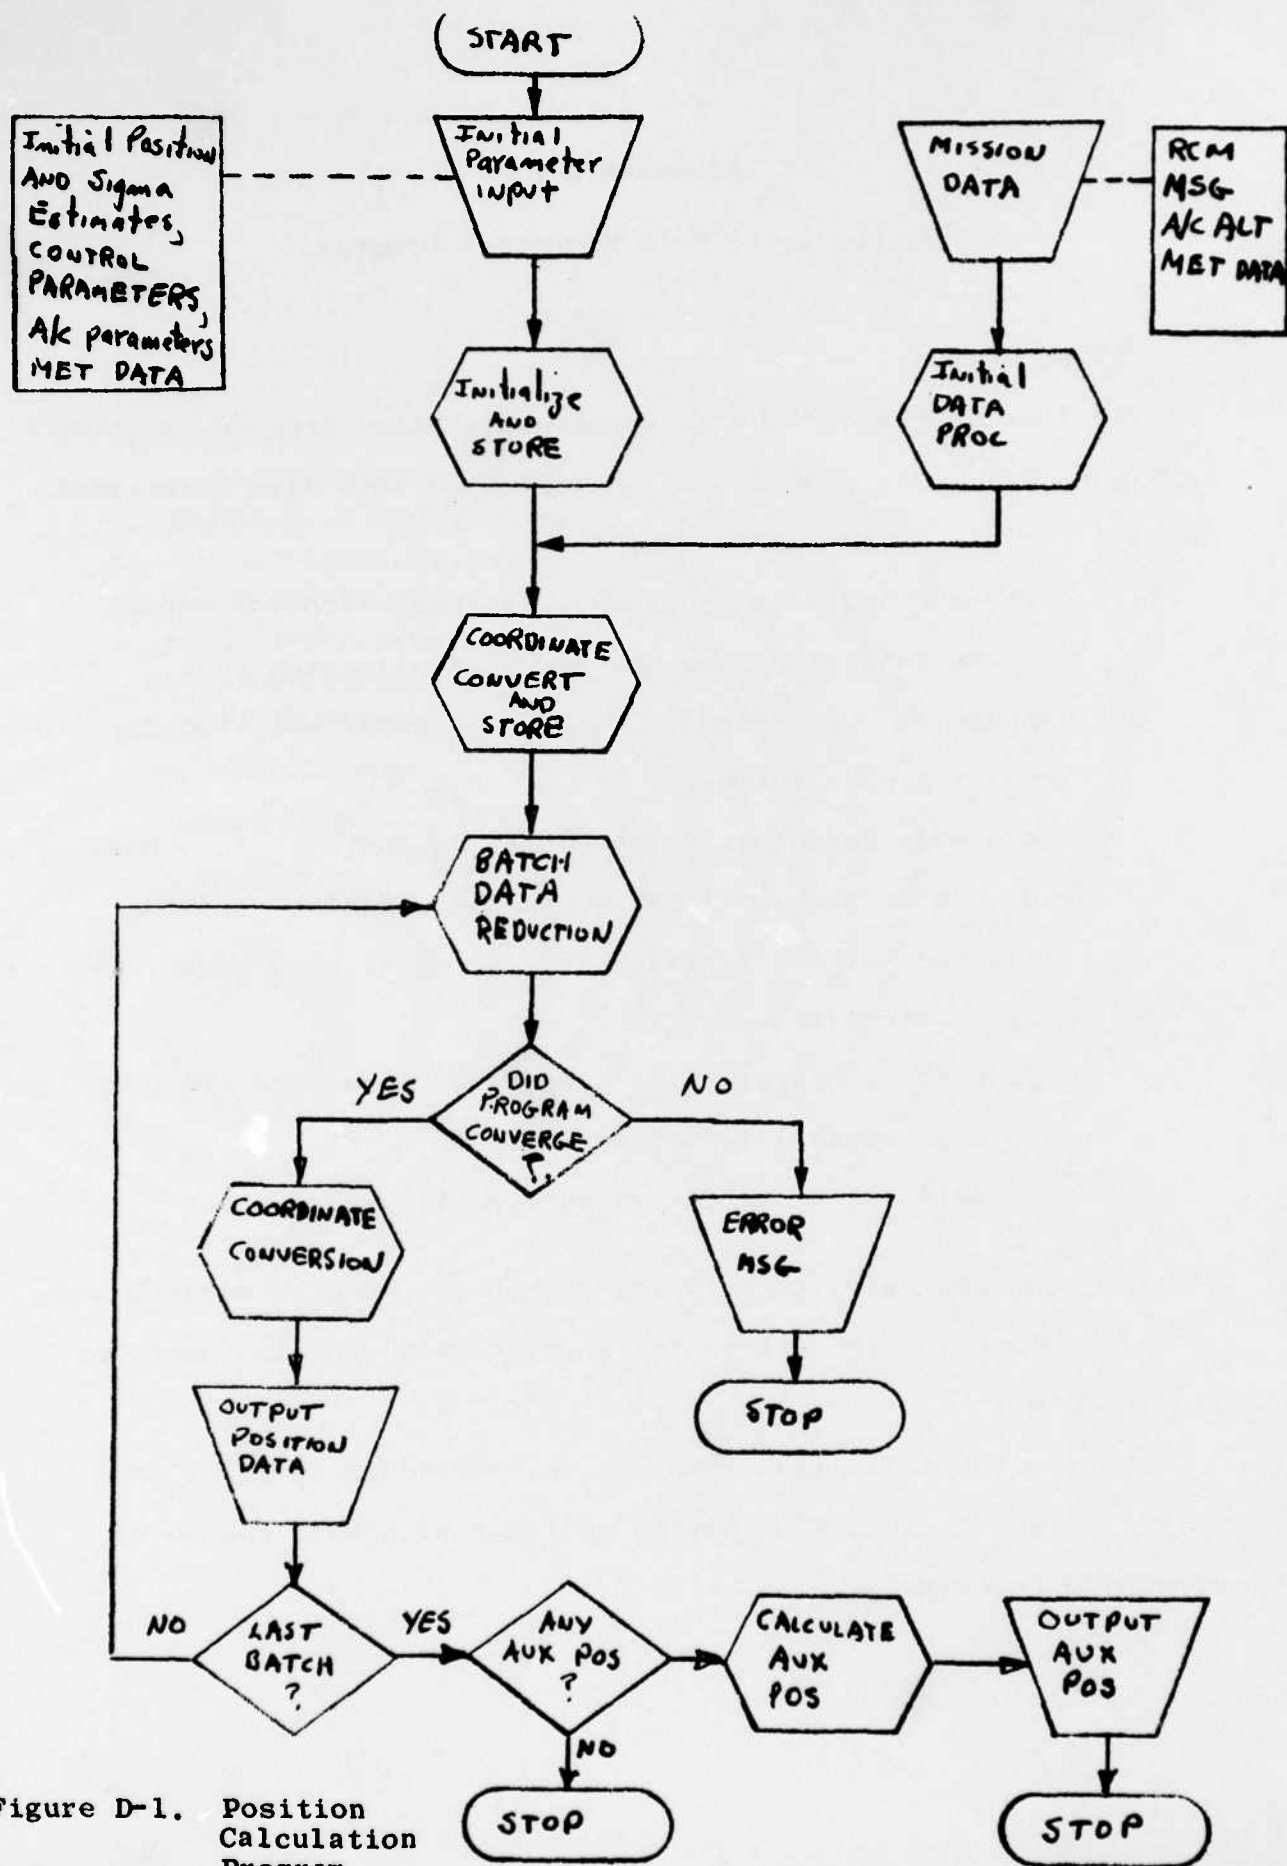 START
Initial Position
AND Sigma
Estimates,
CONTROL
PARAMETERS,
A/c parameters
MET DATA
Initial
Parameter
INPUT
MISSION
DATA
RCM
MSG
A/C ALT
MET DATA
Initialize
AND
STORE
Initial
DATA
PROC
COORDINATE
CONVERT
AND
STORE
BATCH
DATA
REDUCTION
DID
PROGRAM
CONVERGE
?
YES
NO
COORDINATE
CONVERSION
ERROR
MSG
OUTPUT
POSITION
DATA
STOP
NO
LAST
BATCH
?
YES
ANY
AUX POS
?
CALCULATE
AUX
POS
OUTPUT
AUX
POS
NO
STOP
STOP
Figure D-1. Position
Calculation
Program